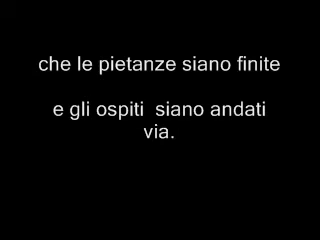 che le pietanze siano finite
e gli ospiti  siano andati
via.